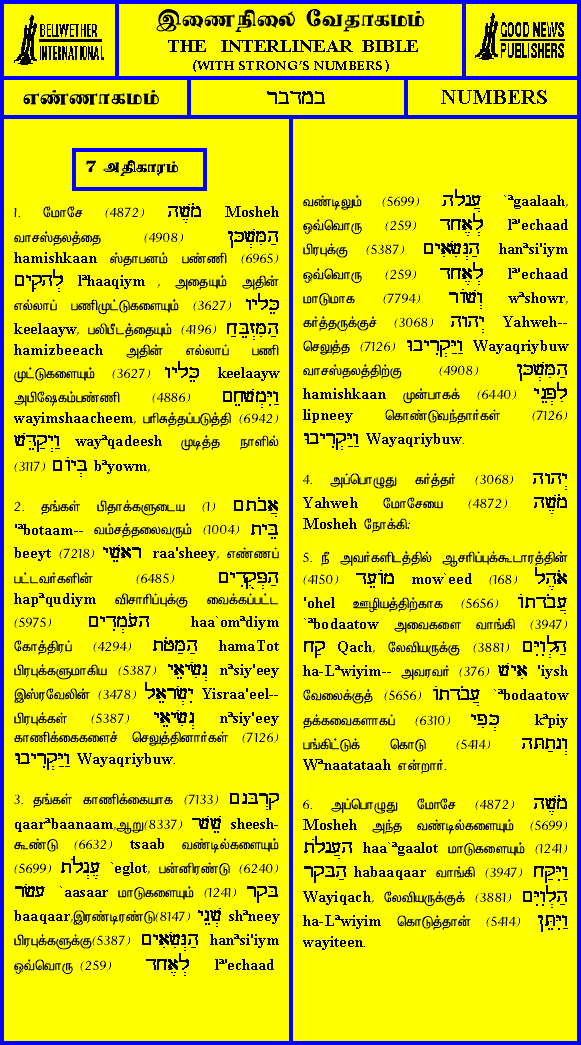 BELLWETHER
INTERNATIONAL
இணைநிலை வேதாகமம்
THE INTERLINEAR BIBLE
(WITH STRONG'S NUMBERS)
GOOD NEWS
PUBLISHERS
எண்ணாகமம்
במדבר
NUMBERS
7 அதிகாரம்
1. மோசே (4872) מֹשֶׁה Mosheh
வாசஸ்தலத்தை (4908) הַמִּשְׁכָּן
hamishkaan ஸ்தாபனம் பண்ணி (6965)
לְהָקִים lªhaaqiym , அதையும் அதின்
எல்லாப் பணிமுட்டுகளையும் (3627) כֵּלָיו
keelaayw, பலிபீடத்தையும் (4196) הַמִּזְבֵּחַ
hamizbeeach அதின் எல்லாப் பணி
முட்டுகளையும் (3627) כֵּלָיו keelaayw
அபிஷேகம்பண்ணி (4886) וַיִּמְשָׁחֵם
wayimshaacheem, பரிசுத்தப்படுத்தி (6942)
וַיְקַדֵּשׁ wayªqadeesh முடித்த நாளில்
(3117) בְּיוֹם bªyowm,
2. தங்கள் பிதாக்களுடைய (1) אֲבֹתָם
'ªbotaam-- வம்சத்தலைவரும் (1004) בֵּית
beeyt (7218) רָאשֵׁי raa'sheey, எண்ணப்
பட்டவர்களின் (6485) הַפְּקֻדִים
hapªqudiym விசாரிப்புக்கு வைக்கப்பட்ட
(5975) הָעֹמְדִים haa`omªdiym
கோத்திரப் (4294) הַמַּטֹּת hamaTot
பிரபுக்களுமாகிய (5387) נְשִׂיאֵי nªsiy'eey
இஸ்ரவேலின் (3478) יִשְׂרָאֵל Yisraa'eel--
பிரபுக்கள் (5387) נְשִׂיאֵי nªsiy'eey
காணிக்கைகளைச் செலுத்தினார்கள் (7126)
וַיַּקְרִיבוּ Wayaqriybuw.
3. தங்கள் காணிக்கையாக (7133) קָרְבָּנָם
qaarªbaanaam,ஆறு(8337) שֵׁשׁ sheesh-
கூண்டு (6632) tsaab வண்டில்களையும்
(5699) עֶגְלֹת `eglot, பன்னிரண்டு (6240)
עָשָׂר `aasaar மாடுகளையும் (1241) בָּקָר
baaqaar,இரண்டிரண்டு(8147) שְׁנֵי shªneey
பிரபுக்களுக்கு(5387) הַנְּשִׂאִים hanªsi'iym
ஒவ்வொரு (259) לְאֶחָד lª'echaad
வண்டிலும் (5699) עֲגָלָה `ªgaalaah,
ஒவ்வொரு (259) לְאֶחָד lª'echaad
பிரபுக்கு (5387) הַנְּשִׂאִים hanªsi'iym
ஒவ்வொரு (259) לְאֶחָד lª'echaad
மாடுமாக (7794) וְשׁוֹר wªshowr,
கர்த்தருக்குச் (3068) יְהוָה Yahweh--
செலுத்த (7126) וַיַּקְרִיבוּ Wayaqriybuw
வாசஸ்தலத்திற்கு (4908) הַמִּשְׁכָּן
hamishkaan முன்பாகக் (6440) לִפְנֵי
lipneey கொண்டுவந்தார்கள் (7126)
וַיַּקְרִיבוּ Wayaqriybuw.
4. அப்பொழுது கர்த்தர் (3068) יְהוָה
Yahweh மோசேயை (4872) מֹשֶׁה
Mosheh நோக்கி:
5. நீ அவர்களிடத்தில் ஆசரிப்புக்கூடாரத்தின்
(4150) מוֹעֵד mow`eed (168) אֹהֶל
'ohel ஊழியத்திற்காக (5656) עֲבֹדָתוֹ
`ªbodaatow அவைகளை வாங்கி (3947)
קַח Qach, லேவியருக்கு (3881) הַלְוִיִּם
ha-Lªwiyim-- அவரவர் (376) אִישׁ 'iysh
வேலைக்குத் (5656) עֲבֹדָתוֹ `ªbodaatow
தக்கவைகளாகப் (6310) כְּפִי kªpiy
பங்கிட்டுக் கொடு (5414) וְנָתַתָּה
Wªnaatataah என்றார்.
6. அப்பொழுது மோசே (4872) מֹשֶׁה
Mosheh அந்த வண்டில்களையும் (5699)
הָעֲגָלֹת haa`ªgaalot மாடுகளையும் (1241)
הַבָּקָר habaaqaar வாங்கி (3947) וַיִּקַּח
Wayiqach, லேவியருக்குக் (3881) הַלְוִיִּם
ha-Lªwiyim கொடுத்தான் (5414) וַיִּתֵּן
wayiteen.